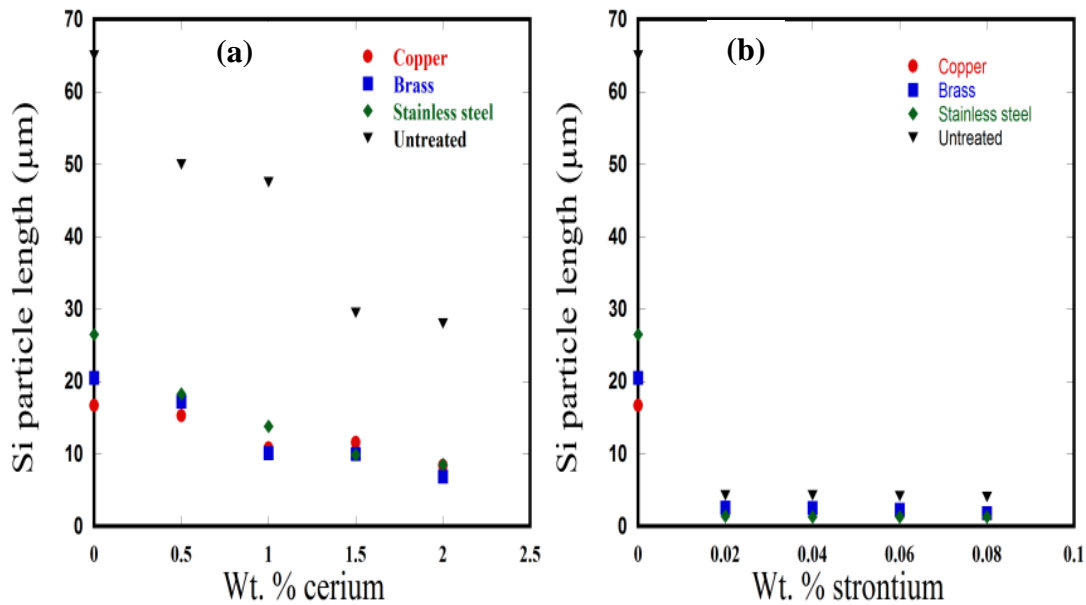 (a)
Copper
Brass
Stainless steel
Untreated
Si particle length (µm)
70
60
50
40
30
20
10
0
0 0.5 1 1.5 2 2.5
Wt. % cerium
(b)
Copper
Brass
Stainless steel
Untreated
Si particle length (µm)
70
60
50
40
30
20
10
0
0 0.02 0.04 0.06 0.08 0.1
Wt. % strontium